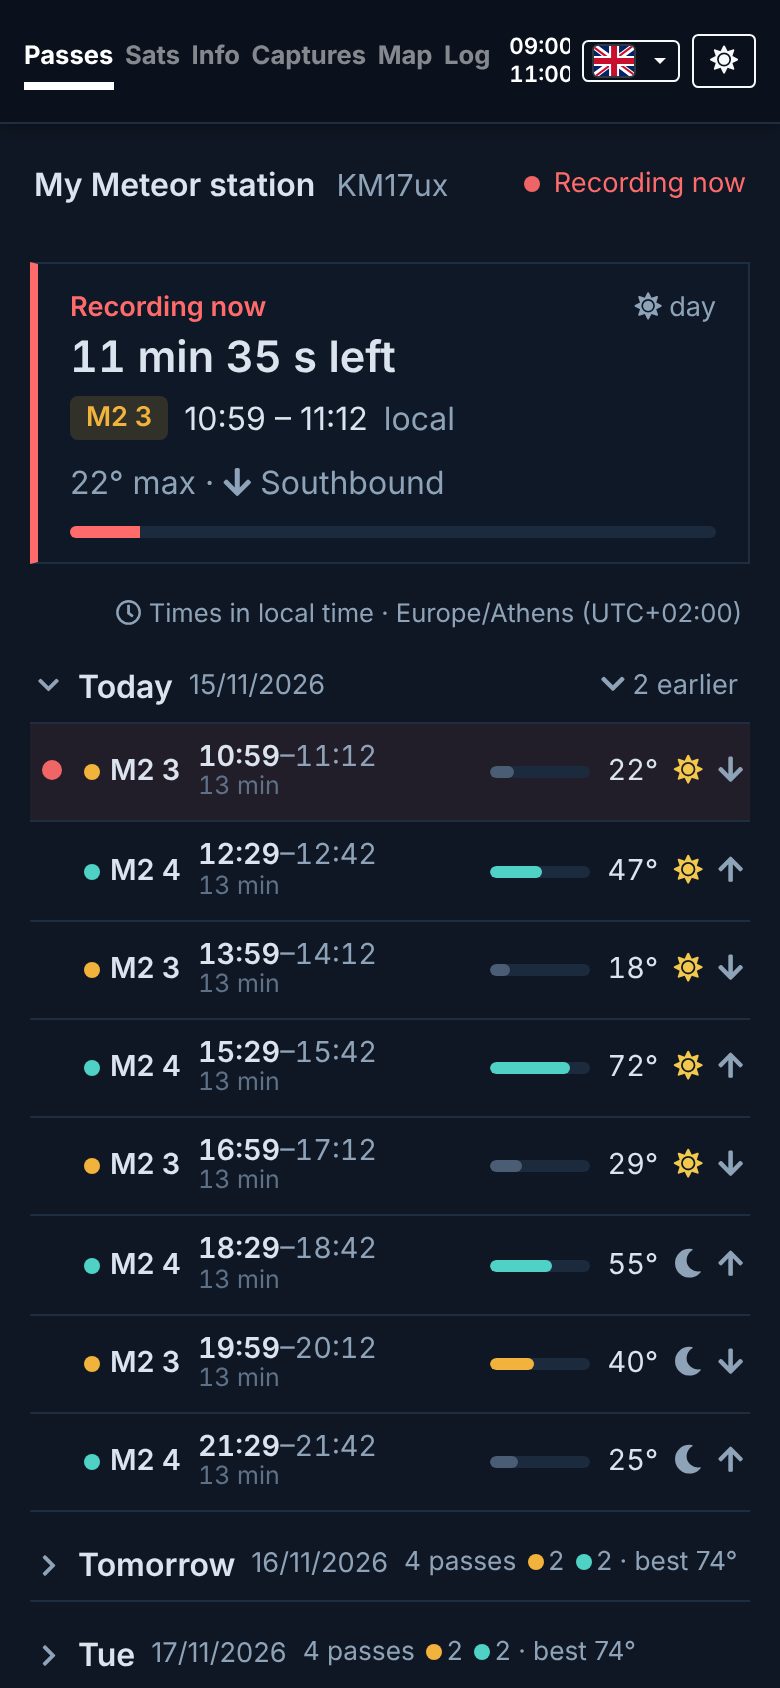 Passes Sats Info Captures Map Log 09:00
11:00
My Meteor station KM17ux Recording now
Recording now day
11 min 35 s left
M2 3 10:59 – 11:12 local
22° max · ↓ Southbound
Times in local time · Europe/Athens (UTC+02:00)
Today 15/11/2026 2 earlier
M2 3 10:59–11:12 22° ↓
13 min
M2 4 12:29–12:42 47° ↑
13 min
M2 3 13:59–14:12 18° ↓
13 min
M2 4 15:29–15:42 72° ↑
13 min
M2 3 16:59–17:12 29° ↓
13 min
M2 4 18:29–18:42 55° ↑
13 min
M2 3 19:59–20:12 40° ↓
13 min
M2 4 21:29–21:42 25° ↑
13 min
Tomorrow 16/11/2026 4 passes 2 2 · best 74°
Tue 17/11/2026 4 passes 2 2 · best 74°